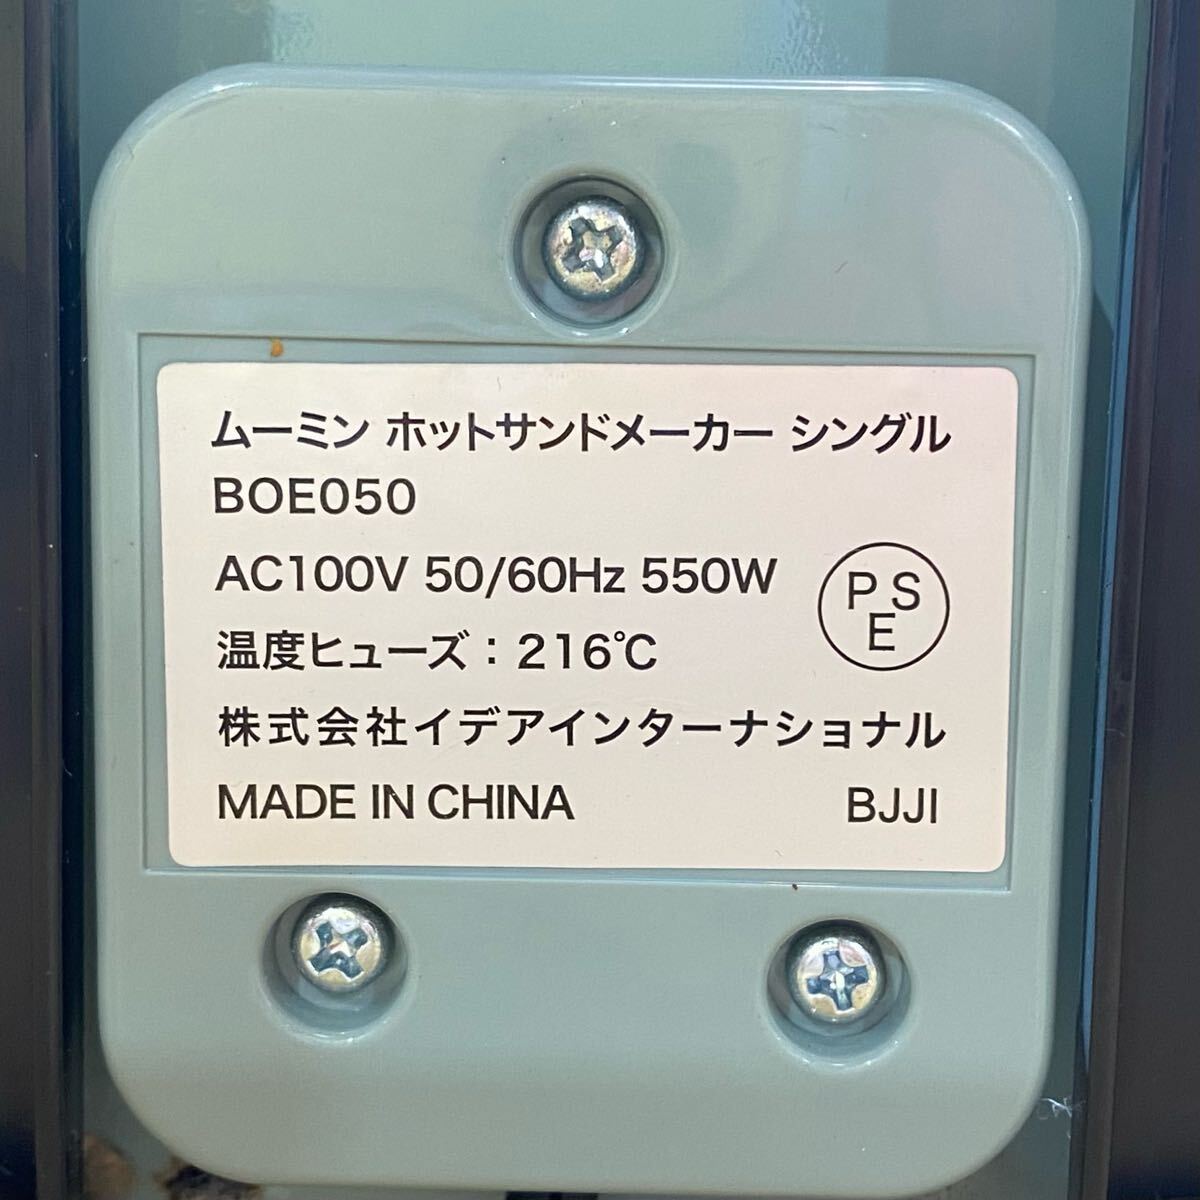 ムーミン ホットサンドメーカー シングル
BOE050
AC100V 50/60Hz 550W
PSE
温度ヒューズ：216℃
株式会社イデアインターナショナル
MADE IN CHINA BJJI